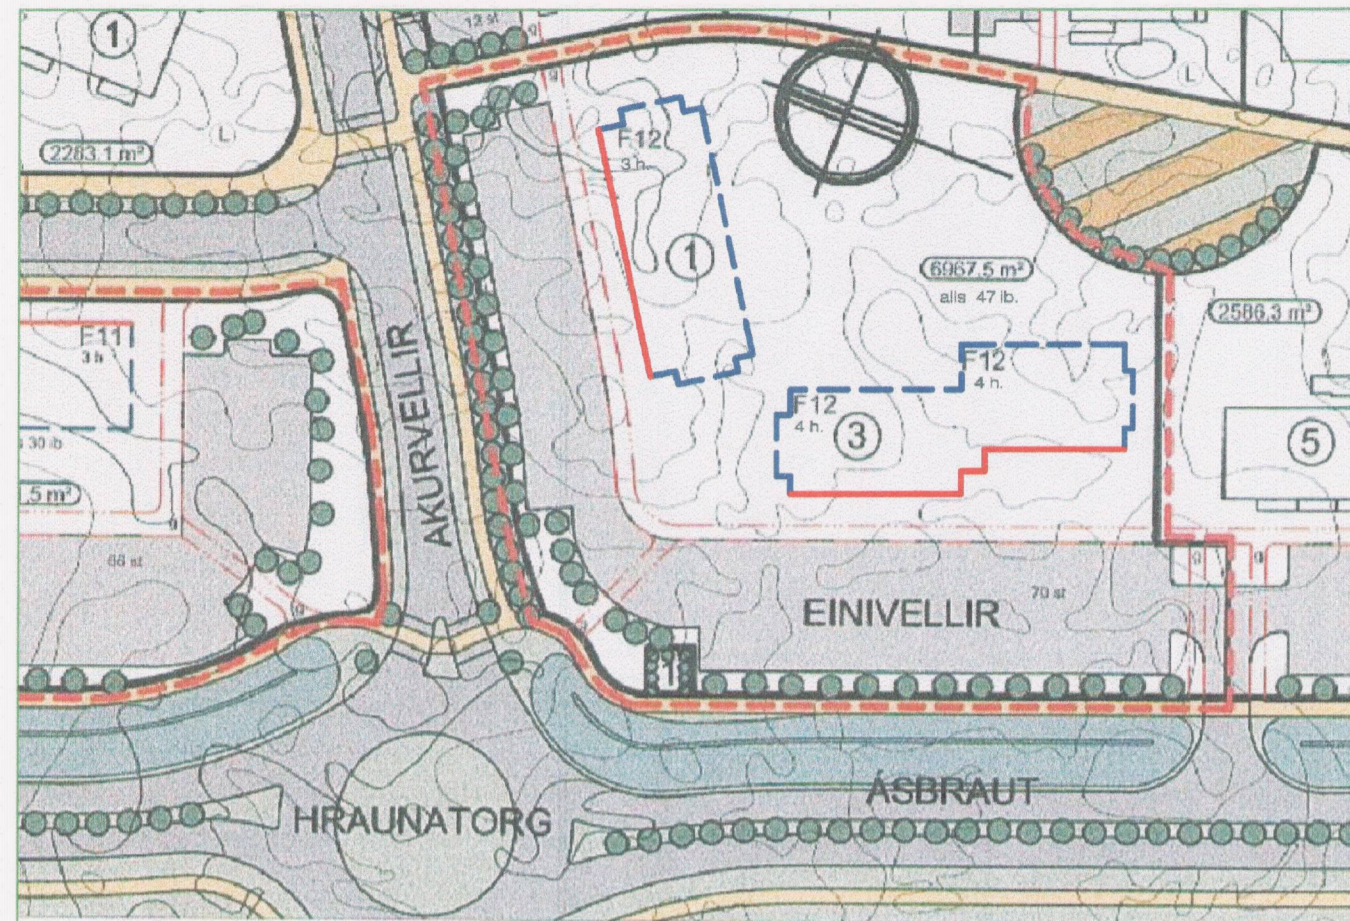 12 st
g
g
1
L
L
2283.1 m²
F12
3 h.
1
6967.5 m²
alls 47 íb.
2586.3 m²
F11
3 h
F12
4 h.
F12
4 h.
3
5
30 íb
.5 m²
AKURVELLIR
g
68 st
g
g
g
70 st
EINIVELLIR
ÁSBRAUT
HRAUNATORG